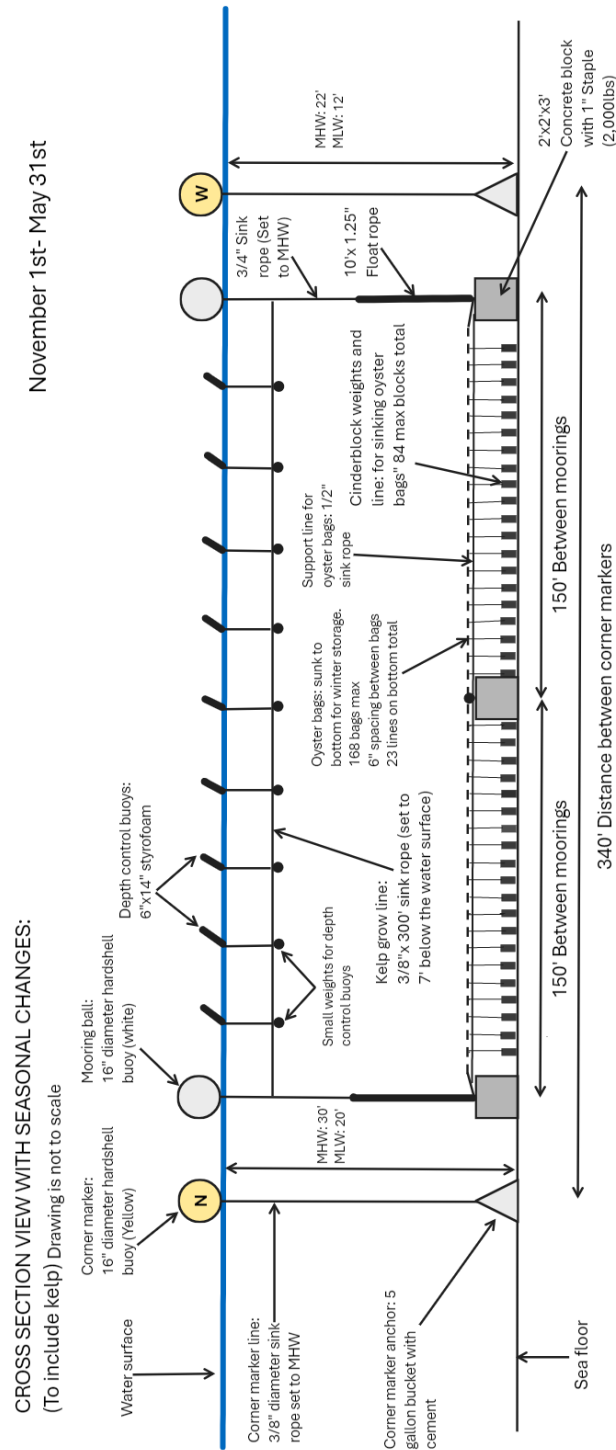 CROSS SECTION VIEW WITH SEASONAL CHANGES:
(To include kelp) Drawing is not to scale
November 1st- May 31st
Water surface
Corner marker:
16" diameter hardshell
buoy (Yellow)
Mooring ball:
16" diameter hardshell
buoy (white)
Depth control buoys:
6"x14" styrofoam
N
W
Corner marker line:
3/8" diameter sink
rope set to MHW
MHW: 30'
MLW: 20'
Small weights for depth
control buoys
Kelp grow line:
3/8"x 300' sink rope (set to
7' below the water surface)
Oyster bags: sunk to
bottom for winter storage.
168 bags max
6" spacing between bags
23 lines on bottom total
Support line for
oyster bags: 1/2"
sink rope
Cinderblock weights and
line: for sinking oyster
bags" 84 max blocks total
3/4" Sink
rope (Set
to MHW)
10'x 1.25"
Float rope
MHW: 22'
MLW: 12'
Corner marker anchor: 5
gallon bucket with
cement
Sea floor
150' Between moorings
150' Between moorings
340' Distance between corner markers
2'x2'x3'
Concrete block
with 1" Staple
(2,000lbs)